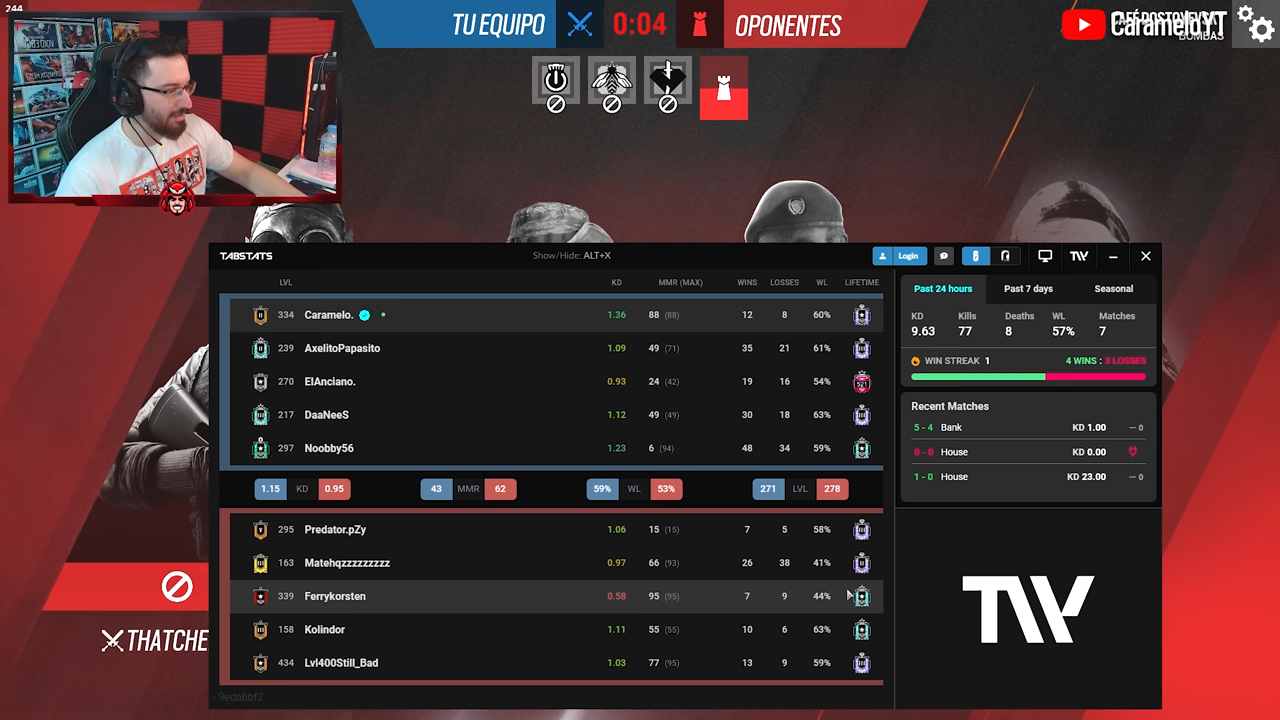 244
TU EQUIPO 0:04 OPONENTES
CarameloYT
BOMBAS
TABSTATS Show/Hide: ALT+X Login
LVL KD MMR (MAX) WINS LOSSES WL LIFETIME
334 Caramelo. 1.36 88 (88) 12 8 60%
239 AxelitoPapasito 1.09 49 (71) 35 21 61%
270 ElAnciano. 0.93 24 (42) 19 16 54%
521
217 DaaNeeS 1.12 49 (49) 30 18 63%
297 Noobby56 1.23 6 (94) 34 59%
1.15 KD 0.95 43 MMR 62 59% WL 53% 271 LVL 278
295 Predator.pZy 1.06 15 (15) 7 5 58%
163 Matehqzzzzzzzzz 0.97 66 (93) 26 38 41%
339 Ferrykorsten 0.58 95 (95) 7 9 44%
158 Kolindor 1.11 55 (55) 10 6 63%
434 Lvl400Still_Bad 1.03 77 (95) 13 9 59%
-9eda6bf2
Past 24 hours Past 7 days Seasonal
KD Kills Deaths WL Matches
9.63 77 8 57% 7
WIN STREAK 1 4 WINS : 3 LOSSES
Recent Matches
5 - 4 Bank KD 1.00 — 0
0 - 0 House KD 0.00
1 - 0 House KD 23.00 — 0
THATCHE